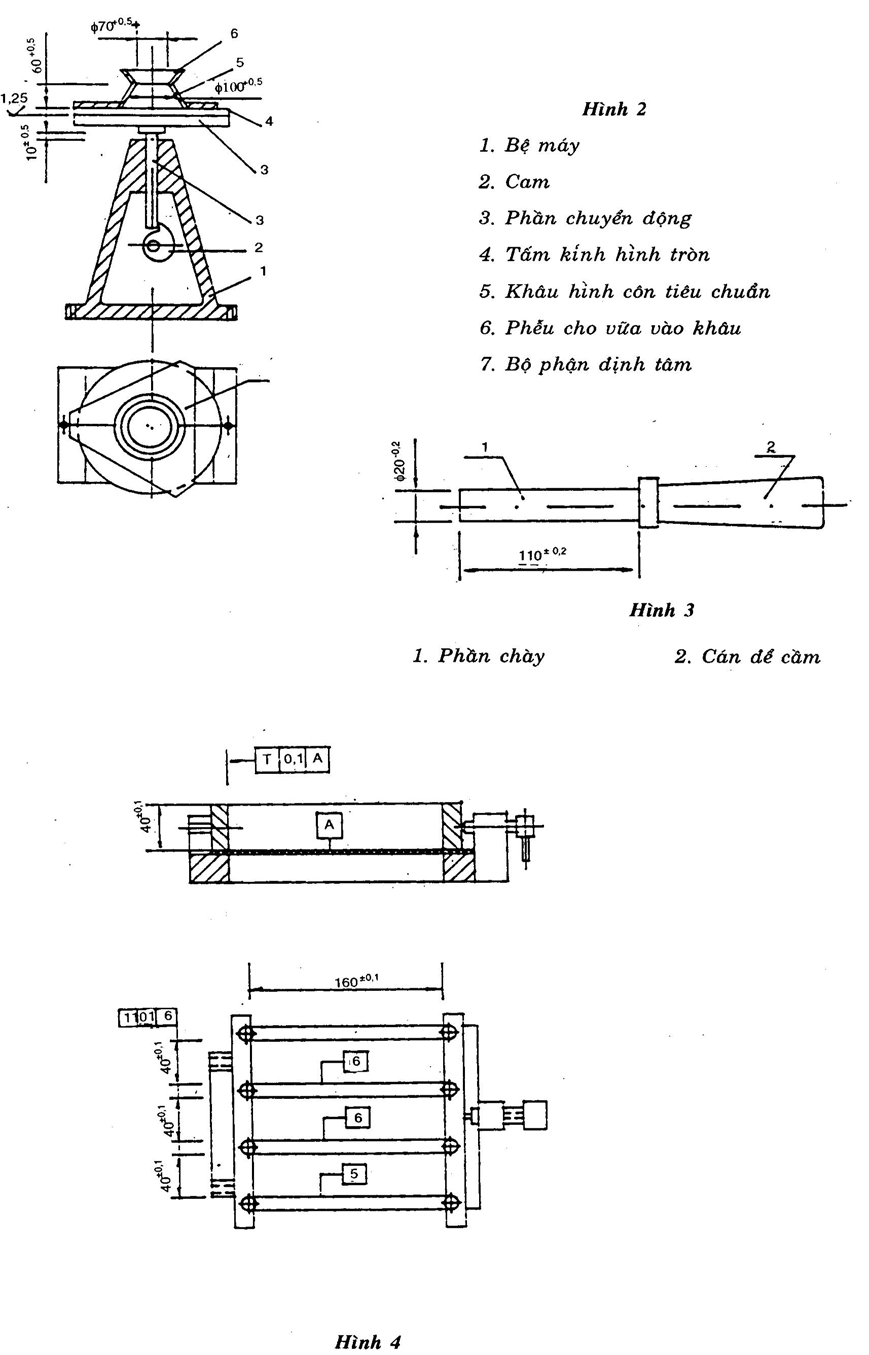 ϕ70+0,5
6
60+0,5
5
ϕ100+0,5
1,25
4
10± 0,5
3
3
2
1
Hình 2
1. Bệ máy
2. Cam
3. Phần chuyển động
4. Tấm kính hình tròn
5. Khâu hình côn tiêu chuẩn
6. Phễu cho vữa vào khâu
7. Bộ phận định tâm
ϕ20-0,2
1
2
110± 0,2
Hình 3
1. Phần chày
2. Cán để cầm
T 0,1 A
40±0,1
A
160±0,1
1101 6
40±0,1
6
40±0,1
6
40±0,1
5
Hình 4